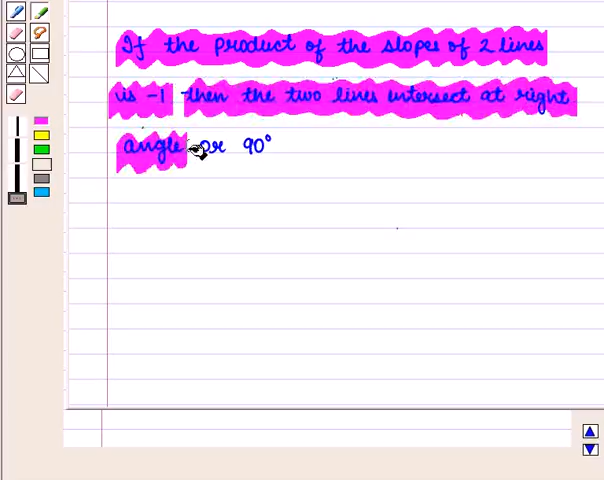 If the product of the slopes of 2 lines
is -1 then the two lines intersect at right
angle or 90°